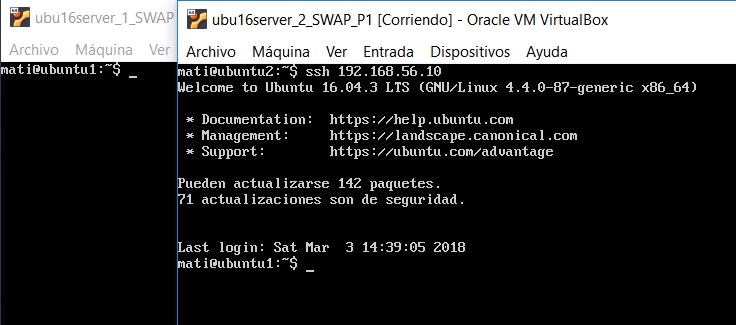 ubu16server_1_SWAP
Archivo Máquina Ver
mati@ubuntu1:~$ _
ubu16server_2_SWAP_P1 [Corriendo] - Oracle VM VirtualBox
Archivo Máquina Ver Entrada Dispositivos Ayuda
mati@ubuntu2:~$ ssh 192.168.56.10
Welcome to Ubuntu 16.04.3 LTS (GNU/Linux 4.4.0-87-generic x86_64)
* Documentation: https://help.ubuntu.com
* Management: https://landscape.canonical.com
* Support: https://ubuntu.com/advantage
Pueden actualizarse 142 paquetes.
71 actualizaciones son de seguridad.
Last login: Sat Mar 3 14:39:05 2018
mati@ubuntu1:~$ _